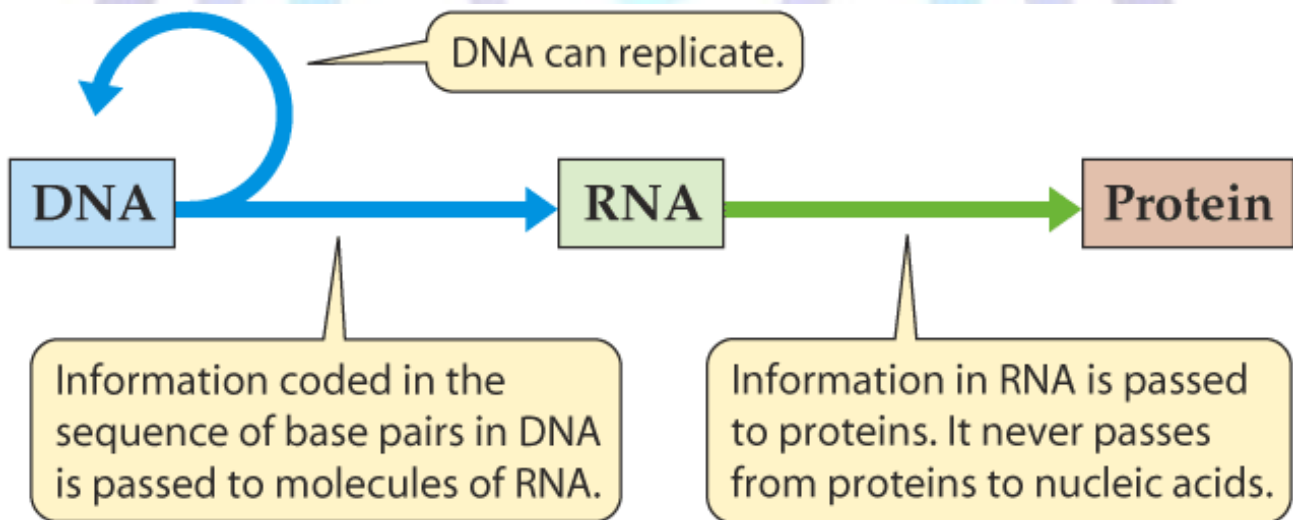 DNA can replicate.
DNA
RNA
Protein
Information coded in the
sequence of base pairs in DNA
is passed to molecules of RNA.
Information in RNA is passed
to proteins. It never passes
from proteins to nucleic acids.